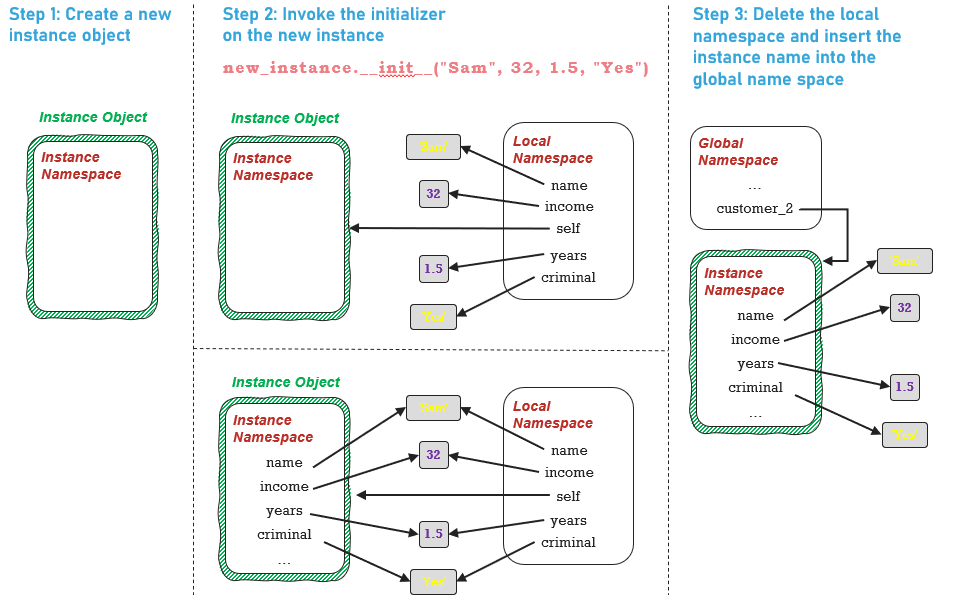 Step 1: Create a new
instance object
Instance Object
Instance
Namespace
Step 2: Invoke the initializer
on the new instance
new_instance.__init__("Sam", 32, 1.5, "Yes")
Instance Object
Instance
Namespace
"Sam"
32
1.5
"Yes"
Local
Namespace
name
income
self
years
criminal
Instance Object
Instance
Namespace
name
income
years
criminal
...
"Sam"
32
1.5
"Yes"
Local
Namespace
name
income
self
years
criminal
Step 3: Delete the local
namespace and insert the
instance name into the
global name space
Global
Namespace
...
customer_2
Instance
Namespace
name
income
years
criminal
...
"Sam"
32
1.5
"Yes"